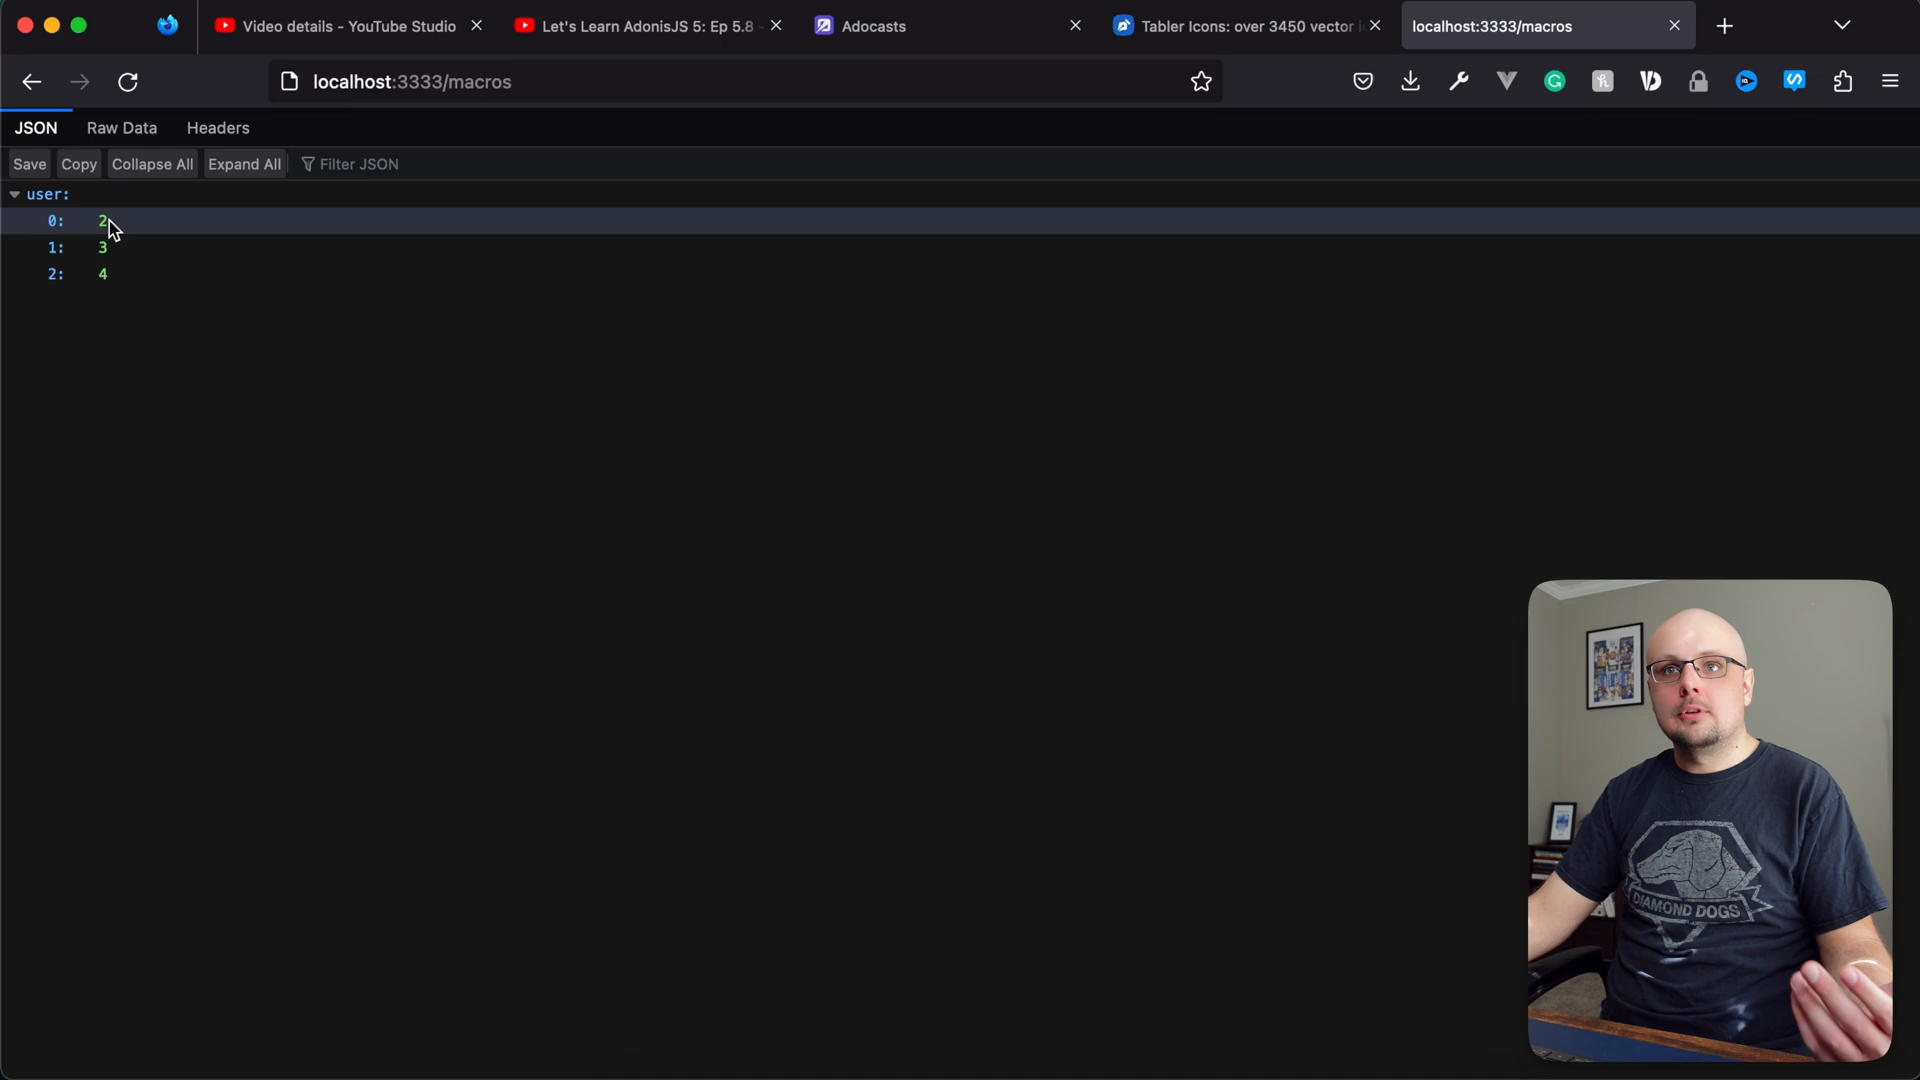 Video details - YouTube Studio
Let's Learn AdonisJS 5: Ep 5.8 -
Adocasts
Tabler Icons: over 3450 vector i
localhost:3333/macros
localhost:3333/macros
JSON Raw Data Headers
Save Copy Collapse All Expand All Filter JSON
user:
0: 2
1: 3
2: 4
DIAMOND DOGS